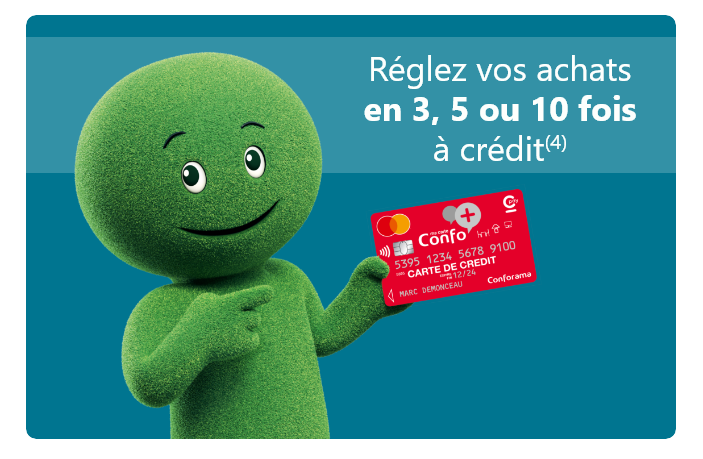 Réglez vos achats
en 3, 5 ou 10 fois
à crédit(4)
ma carte
Confo
5395 1234 5678 9100
CARTE DE CREDIT
12/24
MARC DEMONCEAU
Conforama